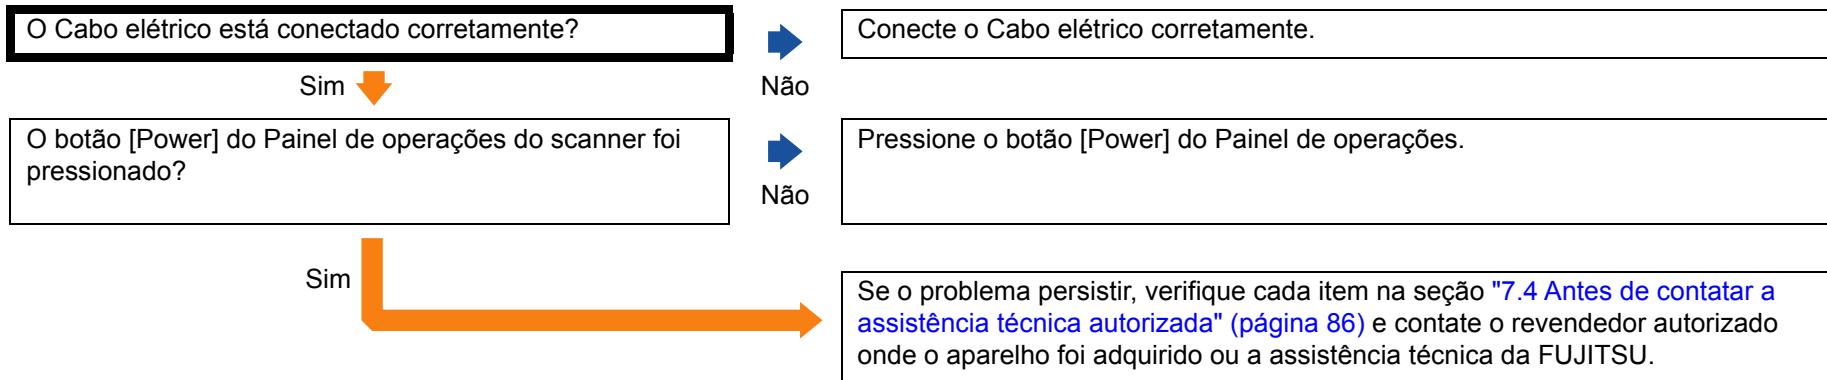 O Cabo elétrico está conectado corretamente?
Conecte o Cabo elétrico corretamente.
Sim
Não
O botão [Power] do Painel de operações do scanner foi
pressionado?
Pressione o botão [Power] do Painel de operações.
Não
Sim
Se o problema persistir, verifique cada item na seção "7.4 Antes de contatar a
assistência técnica autorizada" (página 86) e contate o revendedor autorizado
onde o aparelho foi adquirido ou a assistência técnica da FUJITSU.